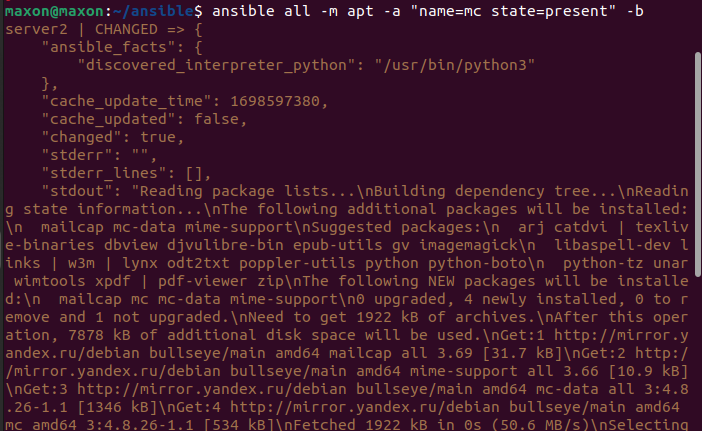 maxon@maxon:~/ansible$ ansible all -m apt -a "name=mc state=present" -b
server2 | CHANGED => {
    "ansible_facts": {
        "discovered_interpreter_python": "/usr/bin/python3"
    },
    "cache_update_time": 1698597380,
    "cache_updated": false,
    "changed": true,
    "stderr": "",
    "stderr_lines": [],
    "stdout": "Reading package lists...\nBuilding dependency tree...\nReadin
g state information...\nThe following additional packages will be installed:
\n  mailcap mc-data mime-support\nSuggested packages:\n  arj catdvi | texliv
e-binaries dbview djvulibre-bin epub-utils gv imagemagick\n  libaspell-dev l
inks | w3m | lynx odt2txt poppler-utils python python-boto\n  python-tz unar
 wimtools xpdf | pdf-viewer zip\nThe following NEW packages will be installe
d:\n  mailcap mc mc-data mime-support\n0 upgraded, 4 newly installed, 0 to r
emove and 1 not upgraded.\nNeed to get 1922 kB of archives.\nAfter this oper
ation, 7878 kB of additional disk space will be used.\nGet:1 http://mirror.y
andex.ru/debian bullseye/main amd64 mailcap all 3.69 [31.7 kB]\nGet:2 http:/
/mirror.yandex.ru/debian bullseye/main amd64 mime-support all 3.66 [10.9 kB]
\nGet:3 http://mirror.yandex.ru/debian bullseye/main amd64 mc-data all 3:4.8
.26-1.1 [1346 kB]\nGet:4 http://mirror.yandex.ru/debian bullseye/main amd64 
mc amd64 3:4.8.26-1.1 [534 kB]\nFetched 1922 kB in 0s (50.6 MB/s)\nSelecting